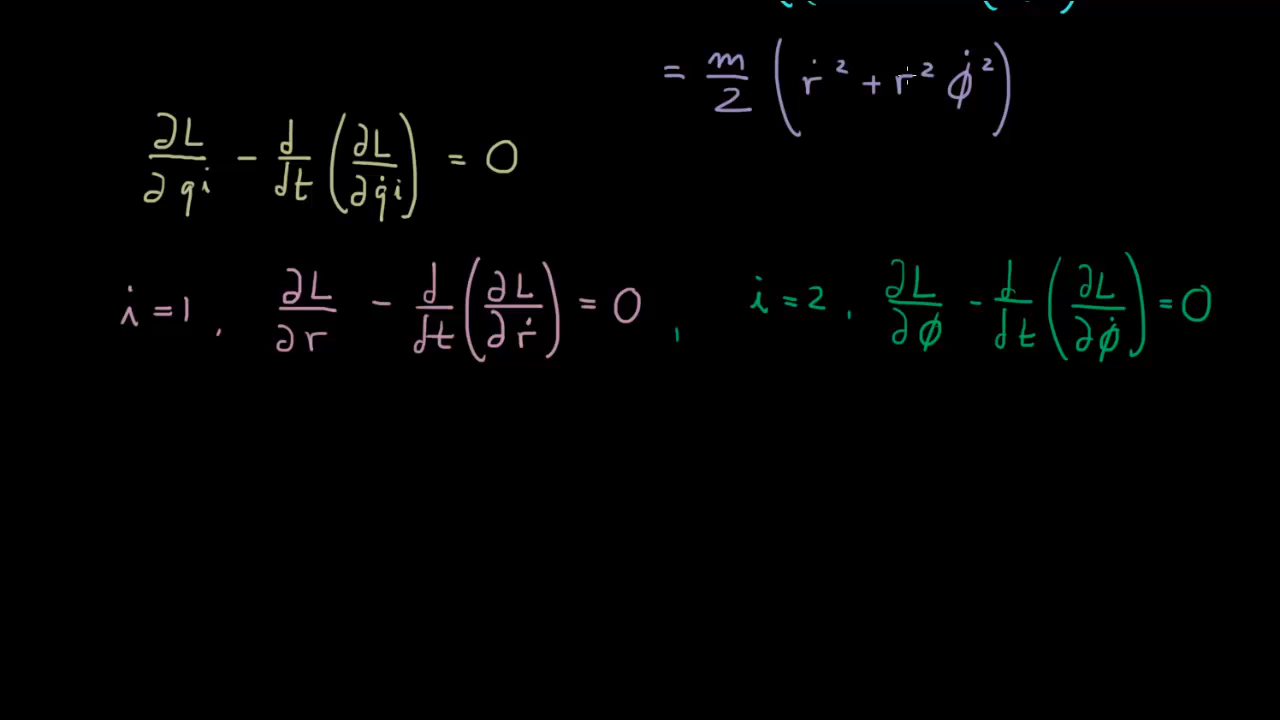 = m/2 (ṙ² + r² φ̇²)
∂L/∂qi − d/dt (∂L/∂q̇i) = 0
i = 1, ∂L/∂r − d/dt (∂L/∂ṙ) = 0, i = 2, ∂L/∂φ − d/dt (∂L/∂φ̇) = 0